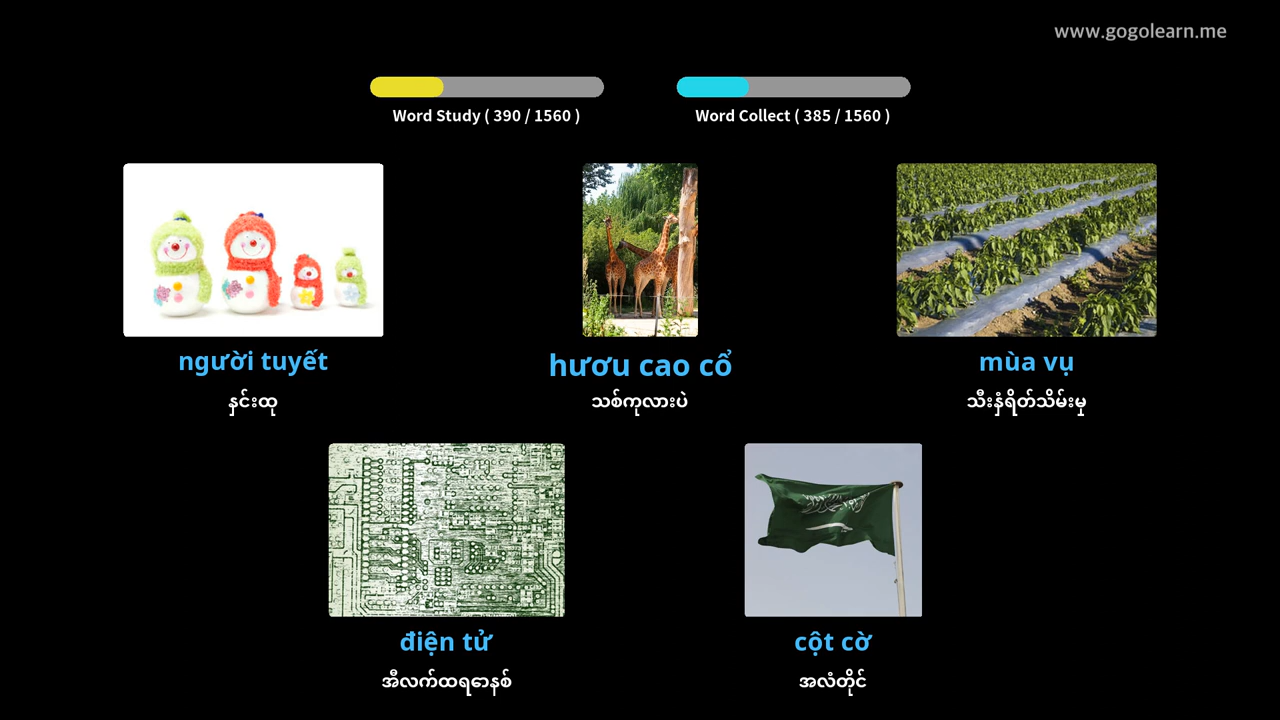 www.gogolearn.me
Word Study ( 390 / 1560 )
Word Collect ( 385 / 1560 )
người tuyết
hươu cao cổ
mùa vụ
နှင်းထု
သစ်ကုလားပဲ
သီးနှံရိတ်သိမ်းမှ
điện tử
cột cờ
အီလက်ထရောနစ်
အလံတိုင်